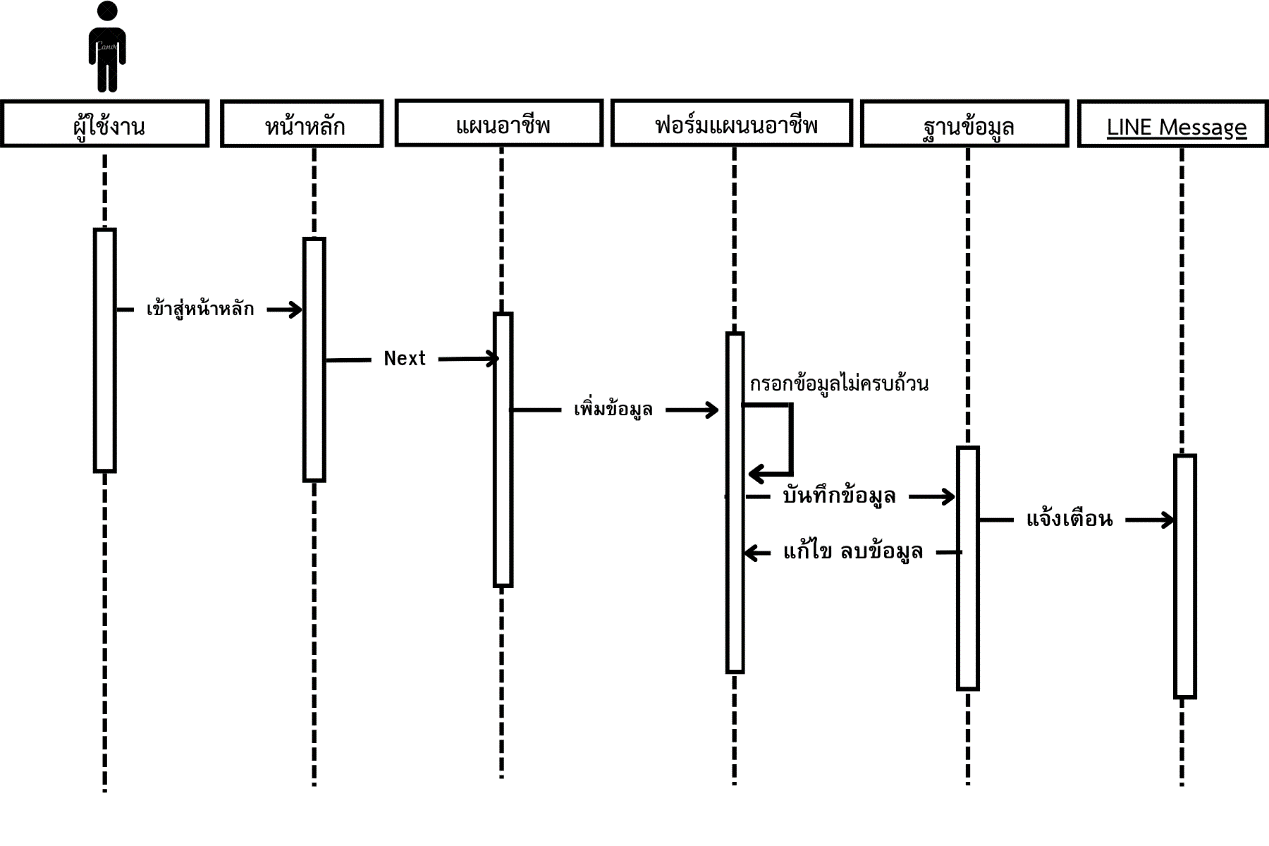 Canva
ผู้ใช้งาน
หน้าหลัก
แผนอาชีพ
ฟอร์มแผนนอาชีพ
ฐานข้อมูล
LINE Message
เข้าสู่หน้าหลัก
Next
กรอกข้อมูลไม่ครบถ้วน
เพิ่มข้อมูล
บันทึกข้อมูล
แจ้งเตือน
แก้ไข ลบข้อมูล